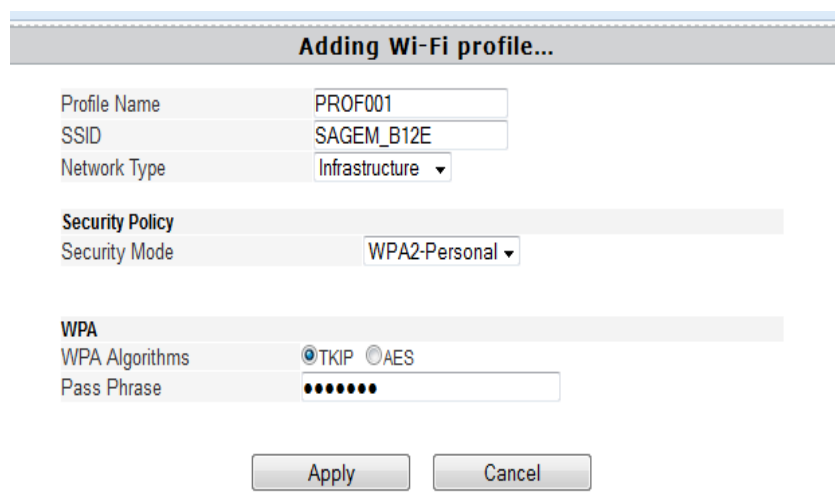 Adding Wi-Fi profile...
Profile Name PROF001
SSID SAGEM_B12E
Network Type Infrastructure
Security Policy
Security Mode WPA2-Personal
WPA
WPA Algorithms TKIP AES
Pass Phrase •••••••
Apply Cancel